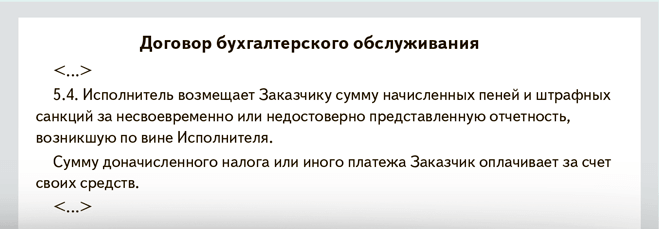 Договор бухгалтерского обслуживания
<...>
5.4. Исполнитель возмещает Заказчику сумму начисленных пеней и штрафных
санкций за несвоевременно или недостоверно представленную отчетность,
возникшую по вине Исполнителя.
Сумму доначисленного налога или иного платежа Заказчик оплачивает за счет
своих средств.
<...>